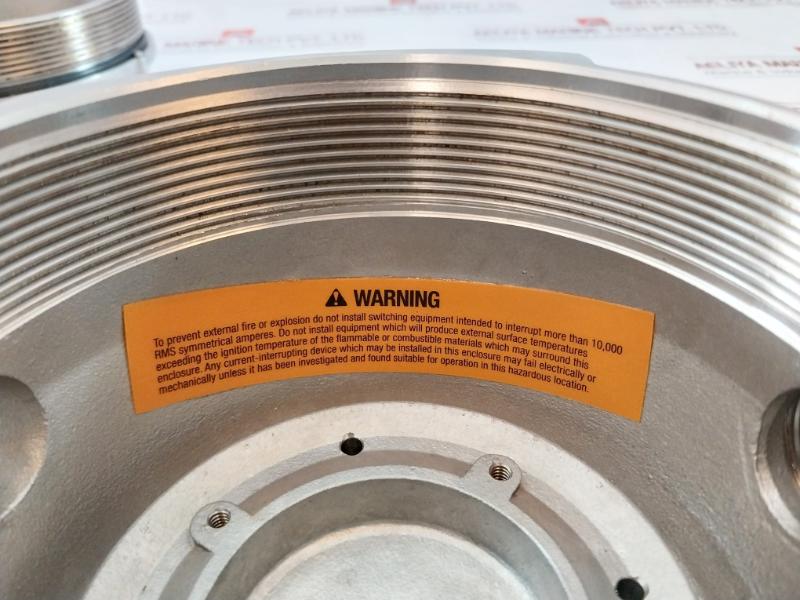 ⚠ WARNING
To prevent external fire or explosion do not install switching equipment intended to interrupt more than 10,000
RMS symmetrical amperes. Do not install equipment which will produce external surface temperatures
exceeding the ignition temperature of the flammable or combustible materials which may surround this
enclosure. Any current-interrupting device which may be installed in this enclosure may fail electrically or
mechanically unless it has been investigated and found suitable for operation in this hazardous location.